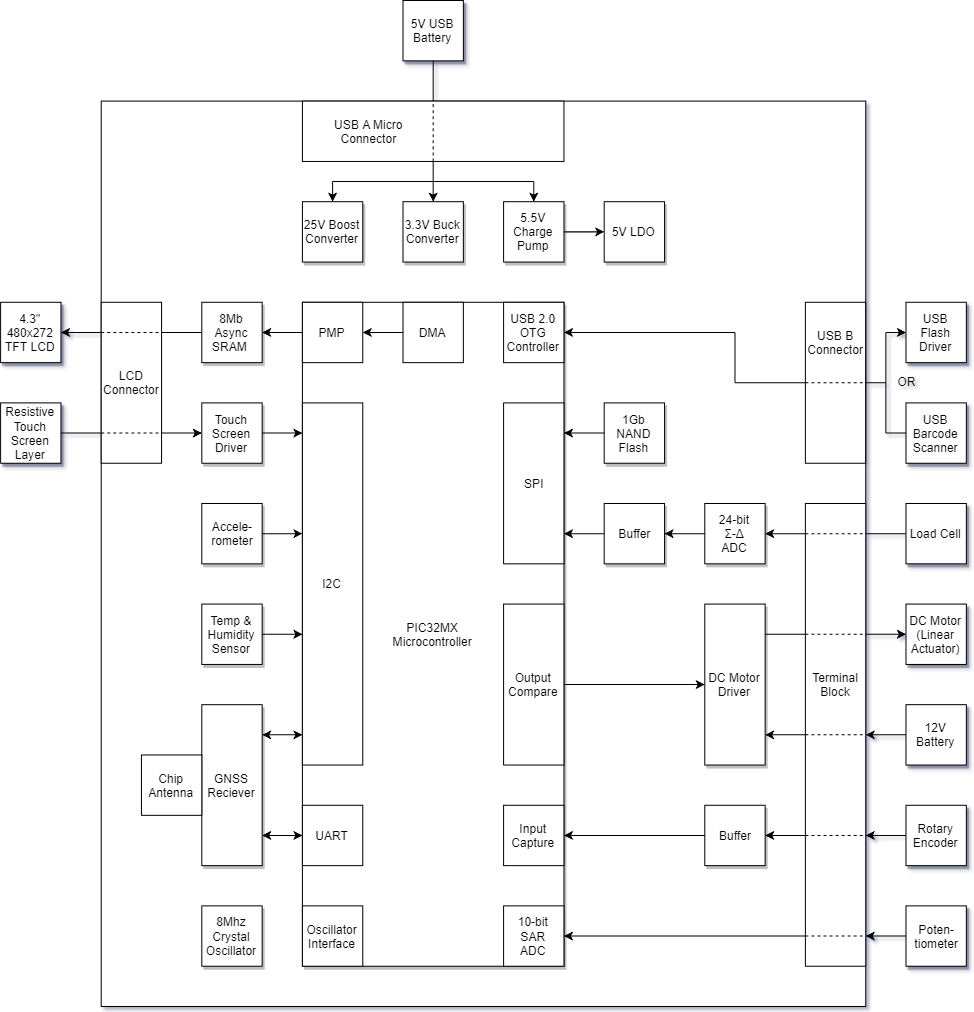 5V USB
Battery
USB A Micro
Connector
25V Boost
Converter
3.3V Buck
Converter
5.5V
Charge
Pump
5V LDO
4.3"
480x272
TFT LCD
LCD
Connector
8Mb
Async
SRAM
PMP
DMA
USB 2.0
OTG
Controller
USB B
Connector
USB
Flash
Driver
OR
Resistive
Touch
Screen
Layer
Touch
Screen
Driver
1Gb
NAND
Flash
USB
Barcode
Scanner
SPI
Accele-
rometer
Buffer
24-bit
Σ-Δ
ADC
Load Cell
I2C
Temp &
Humidity
Sensor
PIC32MX
Microcontroller
Output
Compare
DC Motor
Driver
Terminal
Block
DC Motor
(Linear
Actuator)
12V
Battery
Chip
Antenna
GNSS
Reciever
UART
Input
Capture
Buffer
Rotary
Encoder
8Mhz
Crystal
Oscillator
Oscillator
Interface
10-bit
SAR
ADC
Poten-
tiometer